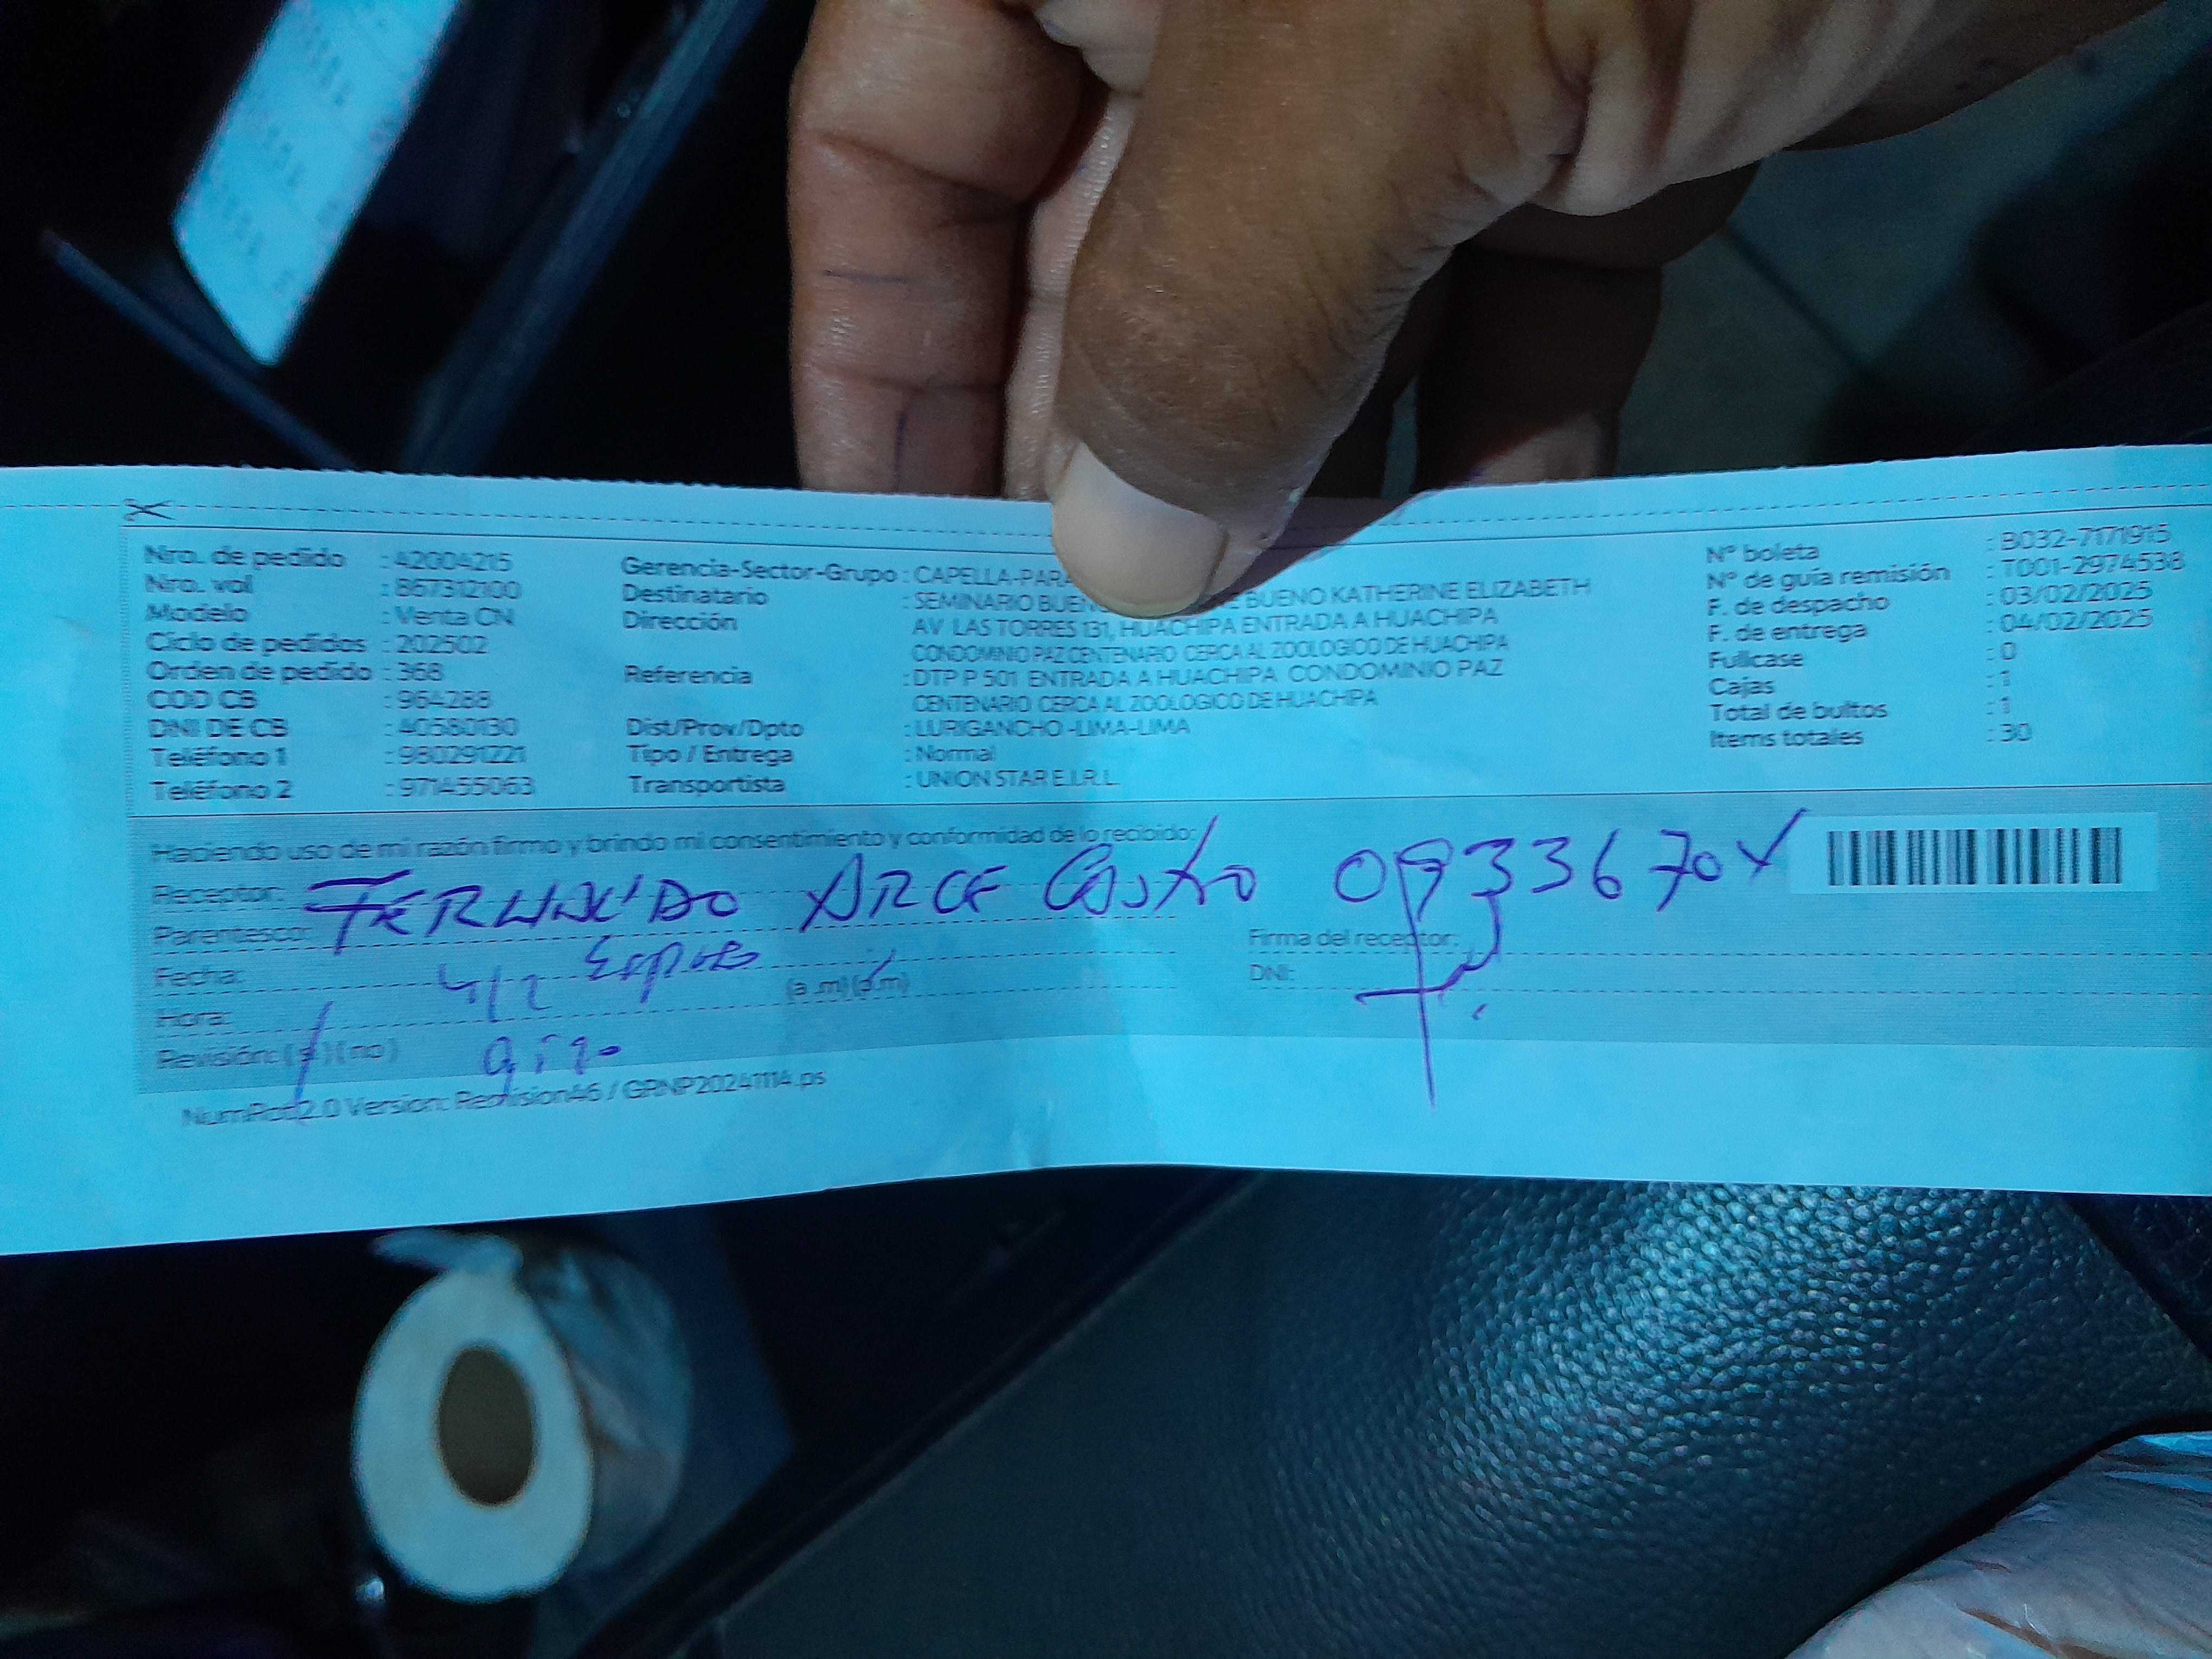 Nro. de pedido : 42004215
Nro. vol : 867312100
Modelo : Venta CN
Ciclo de pedidos : 202502
Orden de pedido : 368
COD CB : 964288
DNI DE CB : 40580130
Teléfono 1 : 980291221
Teléfono 2 : 971455063
Gerencia-Sector-Grupo : CAPELLA-PARA
Destinatario : SEMINARIO BUENO BUENO KATHERINE ELIZABETH
Dirección : AV LAS TORRES 131, HUACHIPA ENTRADA A HUACHIPA
CONDOMINIO PAZ CENTENARIO CERCA AL ZOOLOGICO DE HUACHIPA
Referencia : DTP P 501 ENTRADA A HUACHIPA CONDOMINIO PAZ
CENTENARIO CERCA AL ZOOLOGICO DE HUACHIPA
Dist/Prov/Dpto : LURIGANCHO -LIMA-LIMA
Tipo / Entrega : Normal
Transportista : UNION STAR E.I.R.L.
N° boleta : B032-7171915
N° de guía remisión : T001-2974538
F. de despacho : 03/02/2025
F. de entrega : 04/02/2025
Fullcase : 0
Cajas : 1
Total de bultos : 1
Items totales : 30
Haciendo uso de mi razón firmo y brindo mi consentimiento y conformidad de lo recibido:
Receptor: FERNANDO ARCE Castro
Parentesco: Esposo
Fecha: 4/2
Hora: (a .m) (p.m)
Revisión: (si) (no)
Firma del receptor:
DNI:
NumRot 2.0 Version: Revision46 / GRNP20241114.ps